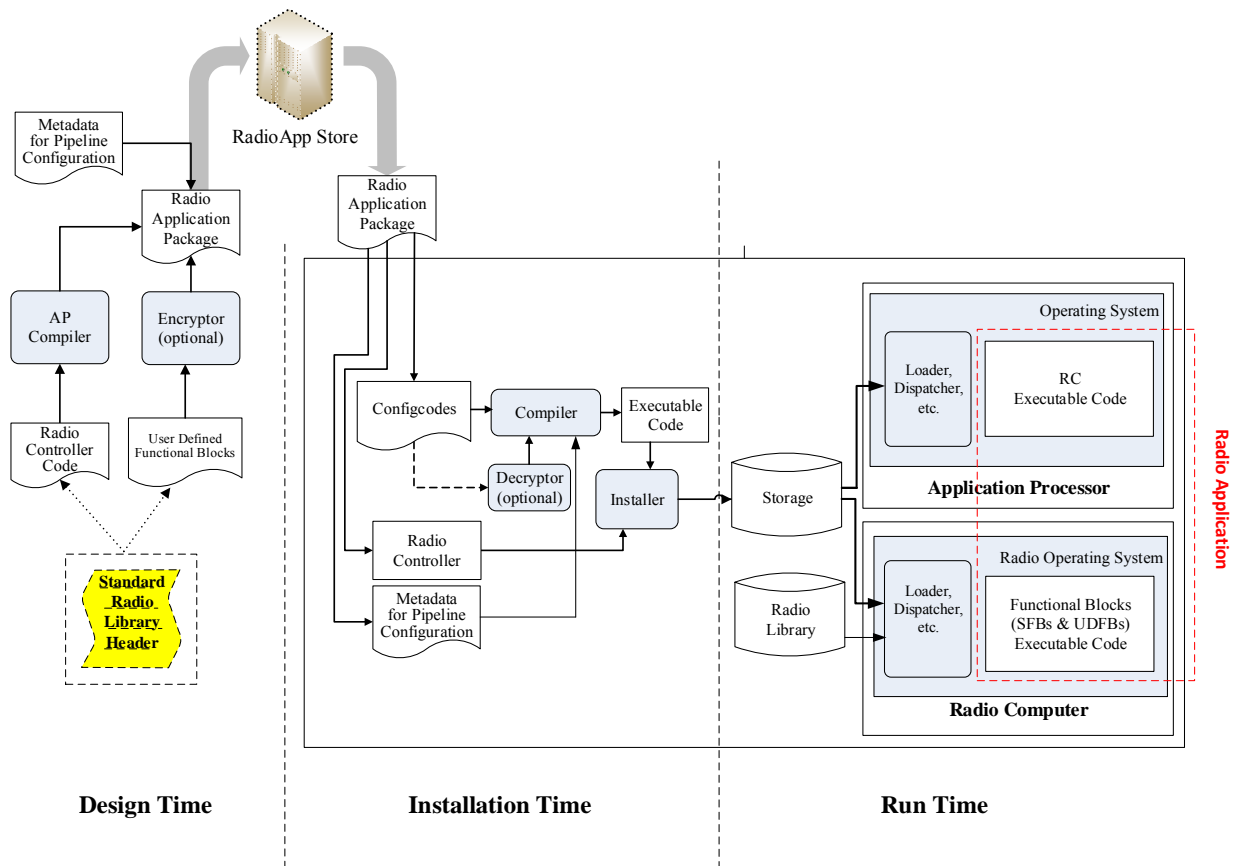 RadioApp Store
Metadata
for Pipeline
Configuration
Radio
Application
Package
AP
Compiler
Encryptor
(optional)
Radio
Controller
Code
User Defined
Functional Blocks
Standard
Radio
Library
Header
Design Time
Radio
Application
Package
Configcodes
Compiler
Executable
Code
Decryptor
(optional)
Installer
Radio
Controller
Metadata
for Pipeline
Configuration
Installation Time
Storage
Radio
Library
Operating System
Loader,
Dispatcher,
etc.
RC
Executable Code
Application Processor
Radio Operating System
Loader,
Dispatcher,
etc.
Functional Blocks
(SFBs & UDFBs)
Executable Code
Radio Computer
Radio Application
Run Time